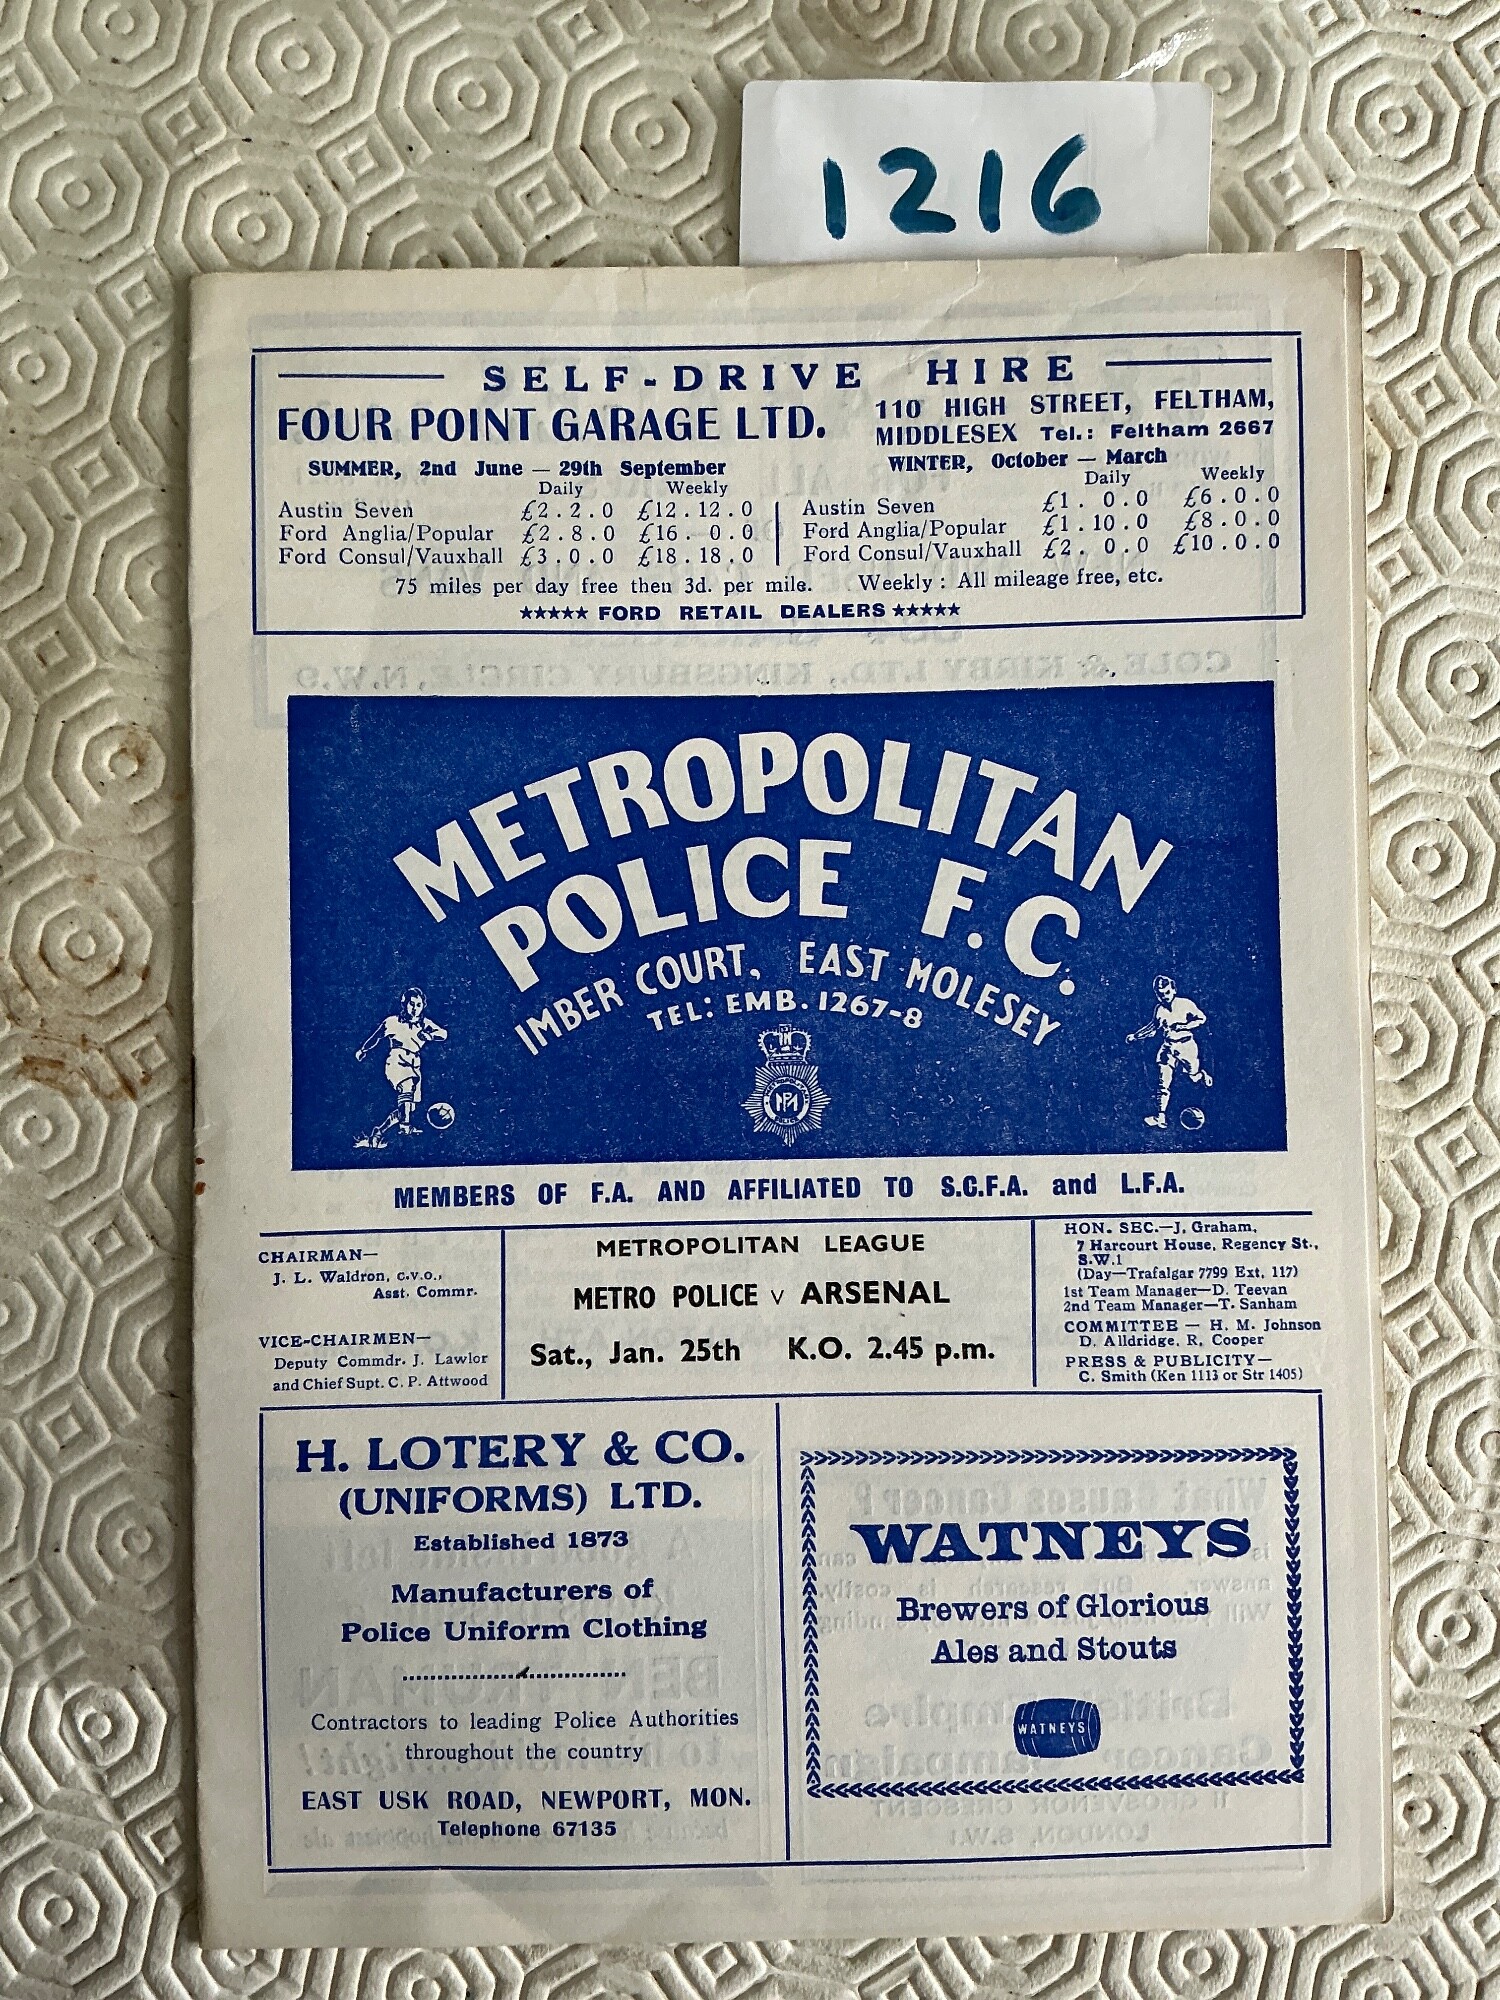 1216
SELF-DRIVE HIRE
FOUR POINT GARAGE LTD.
110 HIGH STREET, FELTHAM,
MIDDLESEX Tel.: Feltham 2667
SUMMER, 2nd June — 29th September
Daily Weekly
Austin Seven £2.2.0 £12.12.0
Ford Anglia/Popular £2.8.0 £16. 0.0
Ford Consul/Vauxhall £3.0.0 £18.18.0
WINTER, October — March
Daily Weekly
Austin Seven £1. 0.0 £6.0.0
Ford Anglia/Popular £1.10.0 £8.0.0
Ford Consul/Vauxhall £2. 0.0 £10.0.0
75 miles per day free then 3d. per mile. Weekly : All mileage free, etc.
★★★★★ FORD RETAIL DEALERS ★★★★★
METROPOLITAN
POLICE F.C.
IMBER COURT, EAST MOLESEY
TEL: EMB. 1267-8
MEMBERS OF F.A. AND AFFILIATED TO S.C.F.A. and L.F.A.
CHAIRMAN—
J. L. Waldron, C.V.O.,
Asst. Commr.
VICE-CHAIRMEN—
Deputy Commdr. J. Lawlor
and Chief Supt. C. P. Attwood
METROPOLITAN LEAGUE
METRO POLICE v ARSENAL
Sat., Jan. 25th K.O. 2.45 p.m.
HON. SEC.—J. Graham,
7 Harcourt House, Regency St.,
S.W.1
(Day—Trafalgar 7799 Ext. 117)
1st Team Manager—D. Teevan
2nd Team Manager—T. Sanham
COMMITTEE — H. M. Johnson
D. Alldridge, R. Cooper
PRESS & PUBLICITY—
C. Smith (Ken 1113 or Str 1405)
H. LOTERY & CO.
(UNIFORMS) LTD.
Established 1873
Manufacturers of
Police Uniform Clothing
Contractors to leading Police Authorities
throughout the country
EAST USK ROAD, NEWPORT, MON.
Telephone 67135
WATNEYS
Brewers of Glorious
Ales and Stouts
WATNEYS